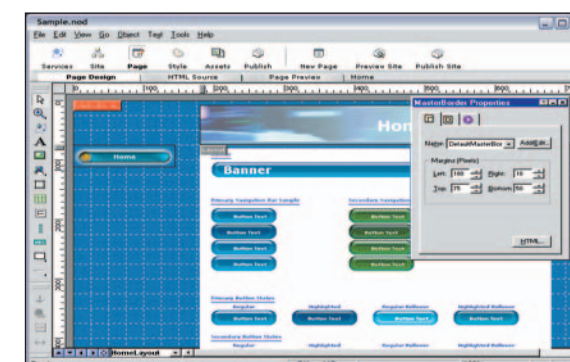 Sample.nod
File Edit View Go Object Text Tools Help
Services Site Page Style Assets Publish New Page Preview Site Publish Site
Page Design HTML Source Page Preview Home
MasterBorder Properties
Hom
Name: DefaultMasterBor Add/Edit...
Home
Layout
Margins (Pixels)
Banner
Left: 180 Right: 10
Top: 75 Bottom: 50
Primary Navigation Bar Sample
Button Text Button Text
Button Text Button Text
Button Text Button Text
Button Text Button Text
HTML...
Primary Button States
Regular Highlighted Regular Rollover Highlighted Rollover
Button Text Button Text Button Text Button Text
Secondary Button States
Regular Highlighted Regular Rollover Highlighted Rollover
HomeLayout